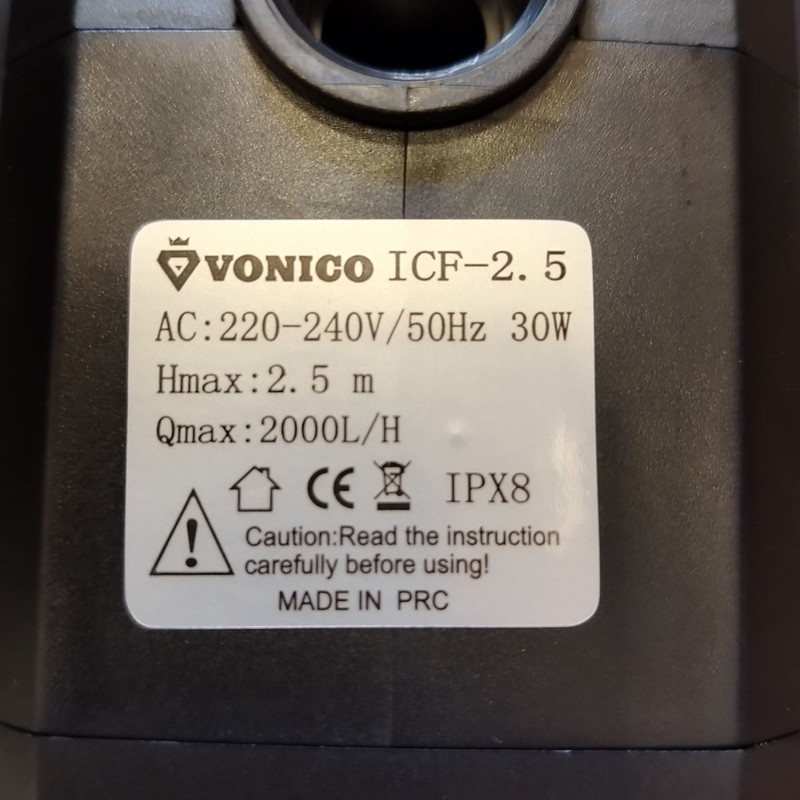 VONICO ICF-2.5
AC:220-240V/50Hz 30W
Hmax:2.5 m
Qmax:2000L/H
CE IPX8
Caution:Read the instruction
carefully before using!
MADE IN PRC